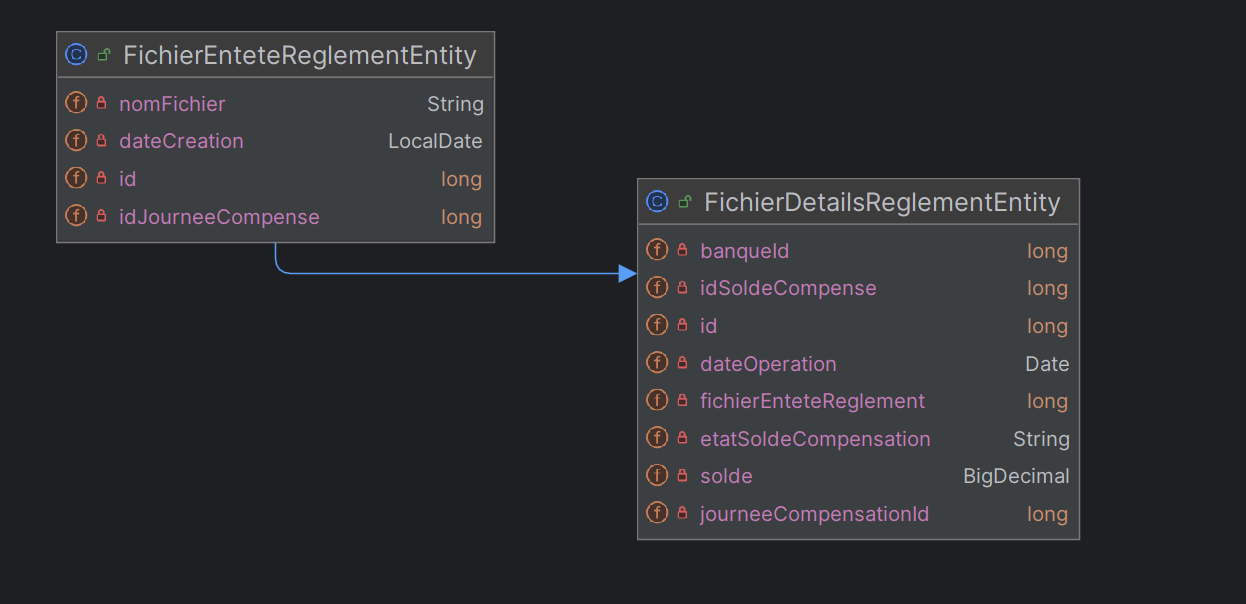 FichierEnteteReglementEntity
nomFichier String
dateCreation LocalDate
id long
idJourneeCompense long
FichierDetailsReglementEntity
banqueId long
idSoldeCompense long
id long
dateOperation Date
fichierEnteteReglement long
etatSoldeCompensation String
solde BigDecimal
journeeCompensationId long